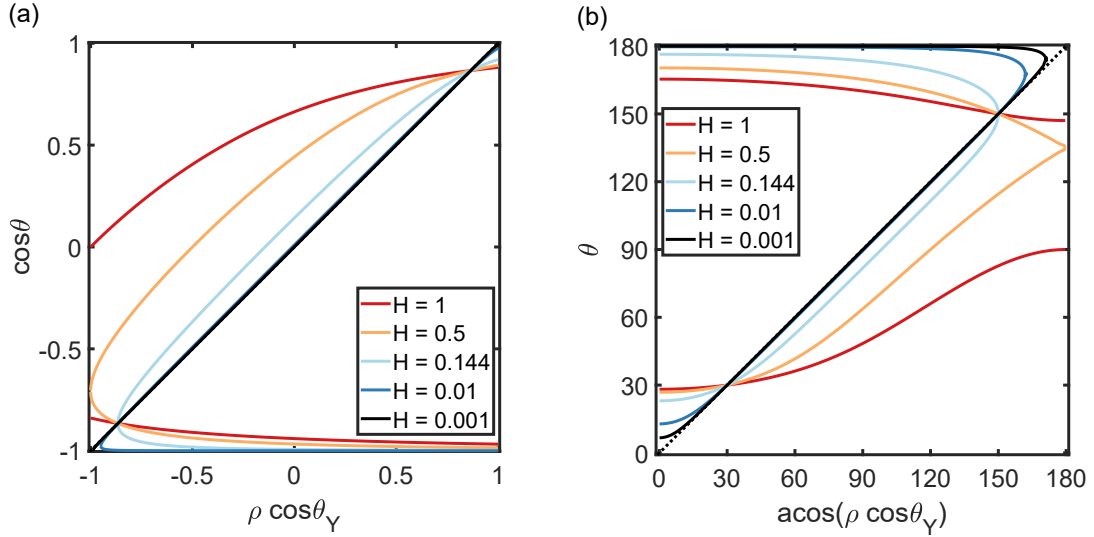 (a)
1
0.5
0
-0.5
-1
cosθ
-1
-0.5
0
0.5
1
ρ cosθ_Y
H = 1
H = 0.5
H = 0.144
H = 0.01
H = 0.001
(b)
180
150
120
90
60
30
0
θ
0
30
60
90
120
150
180
acos(ρ cosθ_Y)
H = 1
H = 0.5
H = 0.144
H = 0.01
H = 0.001